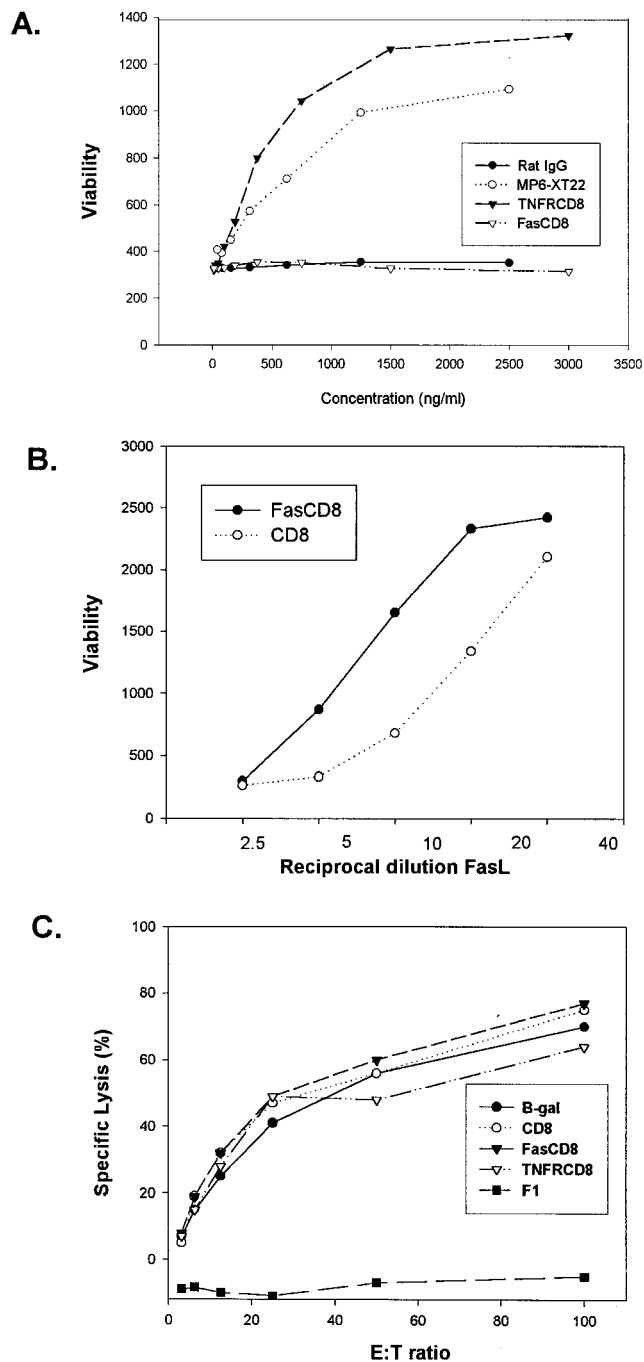 A.
1400
1200
1000
800
600
400
200
0
Viability
Rat IgG
MP6-XT22
TNFRCD8
FasCD8
0 500 1000 1500 2000 2500 3000 3500
Concentration (ng/ml)
B.
3000
2500
2000
1500
1000
500
0
Viability
FasCD8
CD8
2.5 5 10 20 40
Reciprocal dilution FasL
C.
100
80
60
40
20
0
Specific Lysis (%)
B-gal
CD8
FasCD8
TNFRCD8
F1
0 20 40 60 80 100
E:T ratio